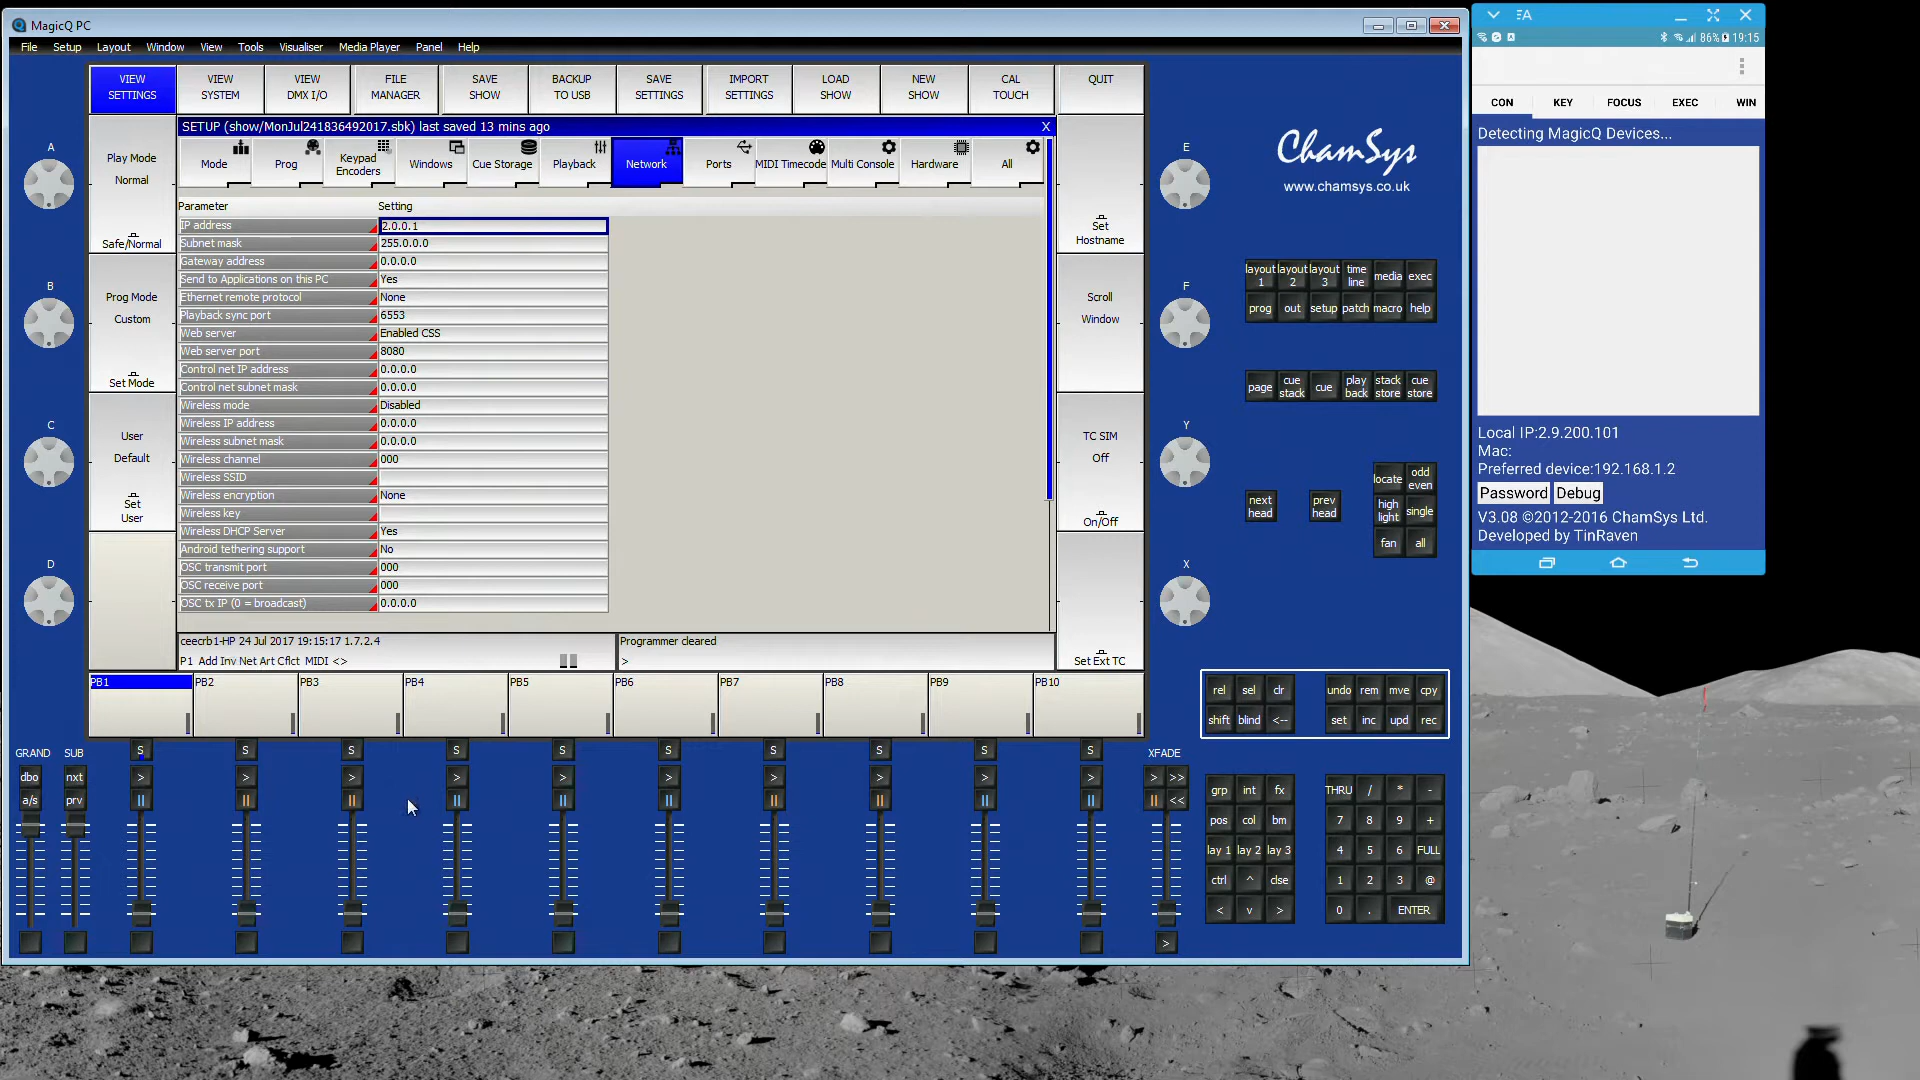 MagicQ PC
File Setup Layout Window View Tools Visualiser Media Player Panel Help
VIEW SETTINGS
VIEW SYSTEM
VIEW DMX I/O
FILE MANAGER
SAVE SHOW
BACKUP TO USB
SAVE SETTINGS
IMPORT SETTINGS
LOAD SHOW
NEW SHOW
CAL TOUCH
QUIT
SETUP (show/MonJul241836492017.sbk) last saved 13 mins ago X
Mode Prog Keypad Encoders Windows Cue Storage Playback Network Ports MIDI Timecode Multi Console Hardware All
Play Mode
Normal
Safe/Normal
Prog Mode
Custom
Set Mode
User
Default
Set
User
Parameter Setting
IP address 2.0.0.1
Subnet mask 255.0.0.0
Gateway address 0.0.0.0
Send to Applications on this PC Yes
Ethernet remote protocol None
Playback sync port 6553
Web server Enabled CSS
Web server port 8080
Control net IP address 0.0.0.0
Control net subnet mask 0.0.0.0
Wireless mode Disabled
Wireless IP address 0.0.0.0
Wireless subnet mask 0.0.0.0
Wireless channel 000
Wireless SSID
Wireless encryption None
Wireless key
Wireless DHCP Server Yes
Android tethering support No
OSC transmit port 000
OSC receive port 000
OSC tx IP (0 = broadcast) 0.0.0.0
Set
Hostname
Scroll
Window
TC SIM
Off
On/Off
Set Ext TC
ceecrb1-HP 24 Jul 2017 19:15:17 1.7.2.4
P1 Add Inv Net Art Cflct MIDI <>
Programmer cleared
>
PB1 PB2 PB3 PB4 PB5 PB6 PB7 PB8 PB9 PB10
A
B
C
D
E
F
Y
X
GRAND SUB
dbo nxt
a/s prv
S S S S S S S S S S
> > > > > > > > > >
XFADE
> >>
<<
>
ChamSys
www.chamsys.co.uk
layout 1 layout 2 layout 3 time line media exec
prog out setup patch macro help
page cue stack cue play back stack store cue store
next head prev head
locate odd even
high light single
fan all
rel sel clr undo rem mve cpy
shift blind <-- set inc upd rec
grp int fx THRU / * -
pos col bm 7 8 9 +
lay 1 lay 2 lay 3 4 5 6 FULL
ctrl ^ clse 1 2 3 @
< v > 0 . ENTER
86% 19:15
CON KEY FOCUS EXEC WIN
Detecting MagicQ Devices...
Local IP:2.9.200.101
Mac:
Preferred device:192.168.1.2
Password Debug
V3.08 ©2012-2016 ChamSys Ltd.
Developed by TinRaven